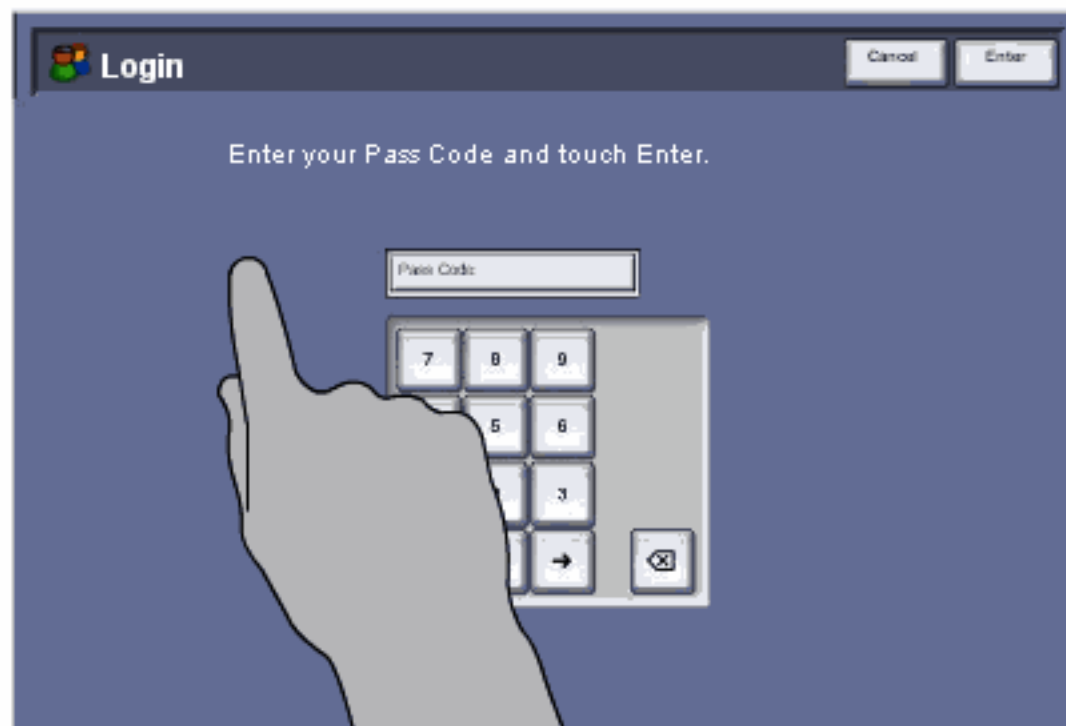 Login
Cancel
Enter
Enter your Pass Code and touch Enter.
Pass Code:
7 8 9
5 6
3